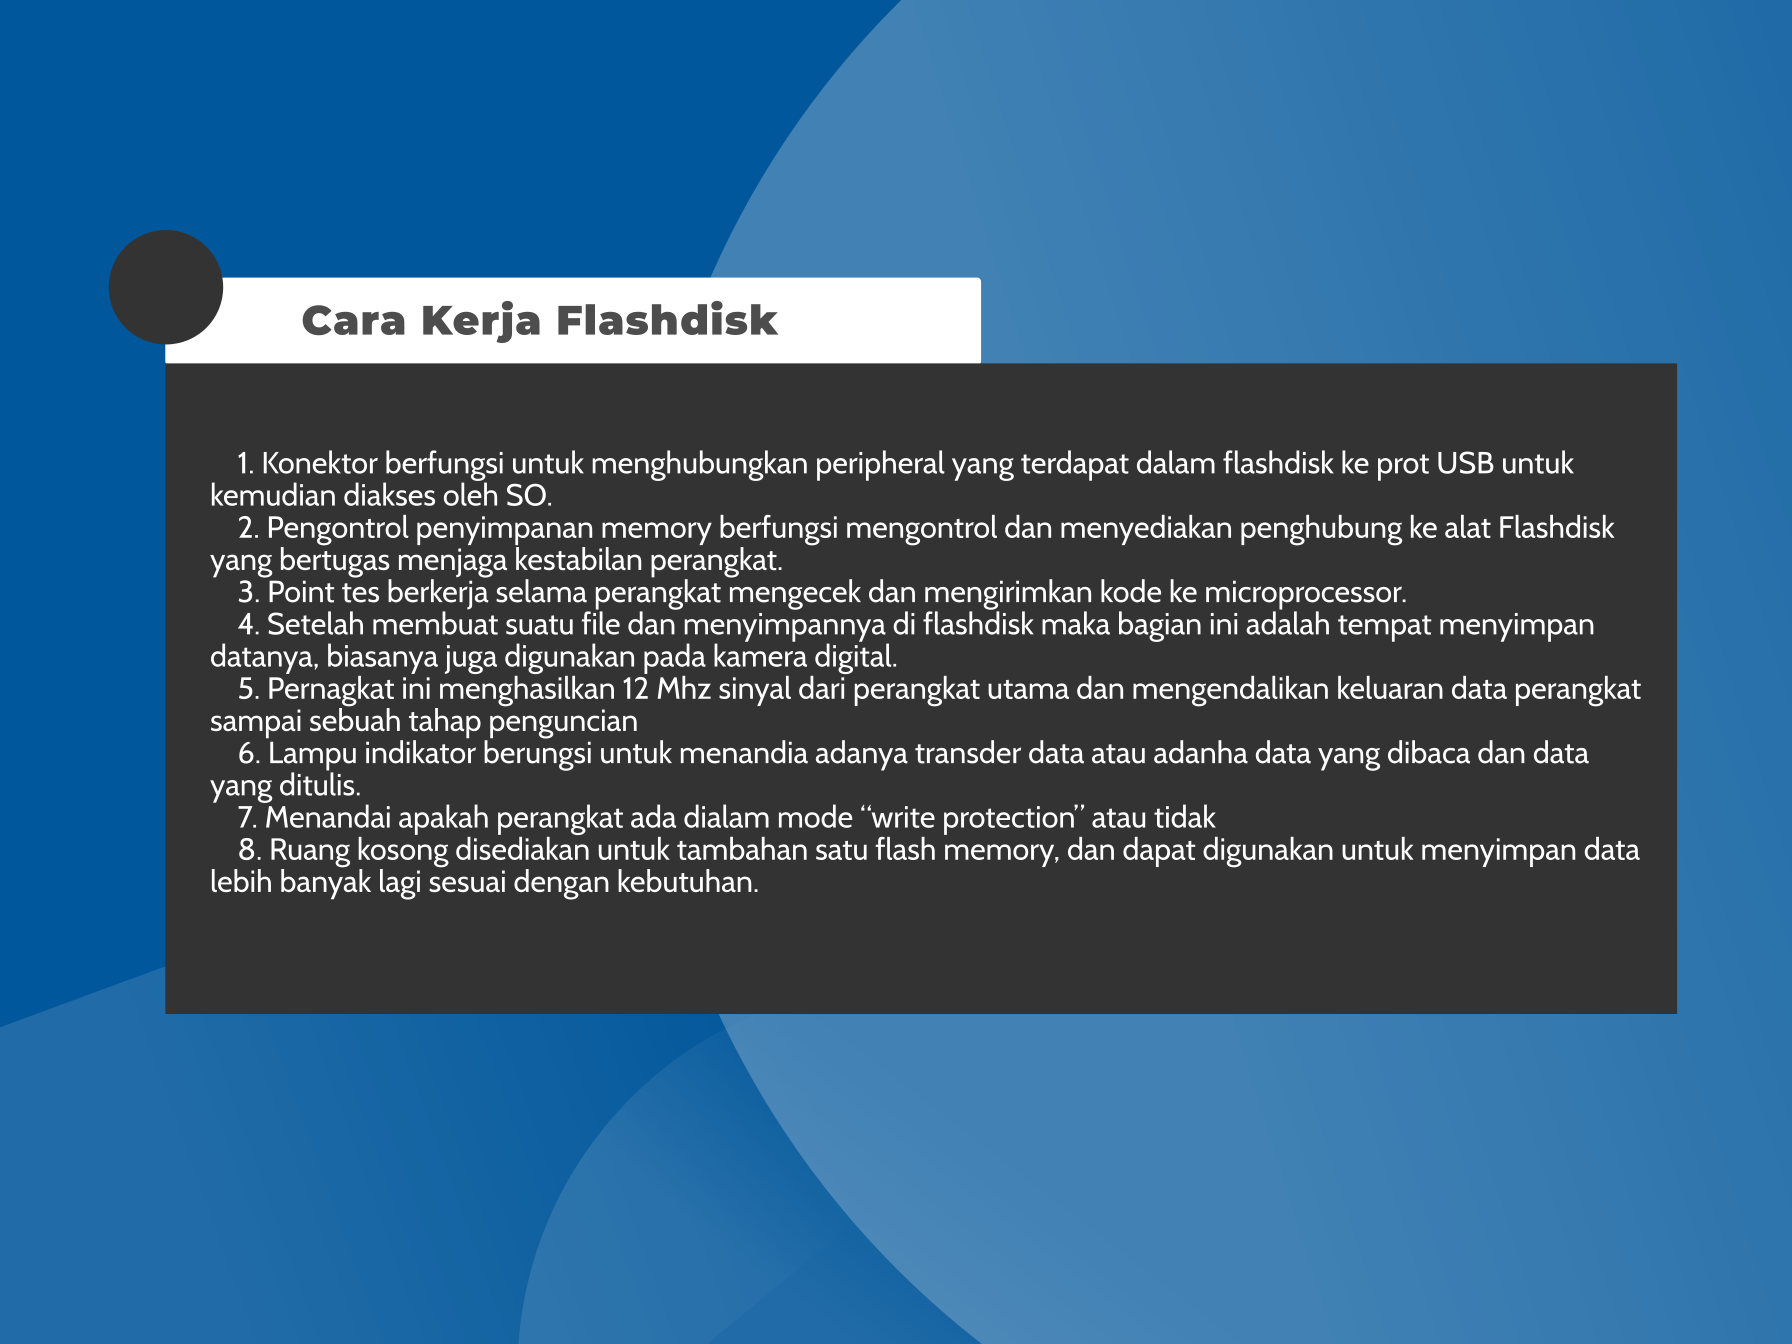 Cara Kerja Flashdisk
1. Konektor berfungsi untuk menghubungkan peripheral yang terdapat dalam flashdisk ke prot USB untuk
kemudian diakses oleh SO.
2. Pengontrol penyimpanan memory berfungsi mengontrol dan menyediakan penghubung ke alat Flashdisk
yang bertugas menjaga kestabilan perangkat.
3. Point tes berkerja selama perangkat mengecek dan mengirimkan kode ke microprocessor.
4. Setelah membuat suatu file dan menyimpannya di flashdisk maka bagian ini adalah tempat menyimpan
datanya, biasanya juga digunakan pada kamera digital.
5. Pernagkat ini menghasilkan 12 Mhz sinyal dari perangkat utama dan mengendalikan keluaran data perangkat
sampai sebuah tahap penguncian
6. Lampu indikator berungsi untuk menandia adanya transder data atau adanha data yang dibaca dan data
yang ditulis.
7. Menandai apakah perangkat ada dialam mode “write protection” atau tidak
8. Ruang kosong disediakan untuk tambahan satu flash memory, dan dapat digunakan untuk menyimpan data
lebih banyak lagi sesuai dengan kebutuhan.